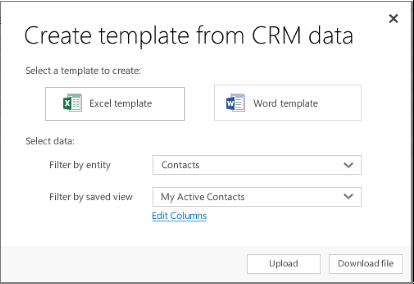 Create template from CRM data
Select a template to create:
Excel template
Word template
Select data:
Filter by entity
Contacts
Filter by saved view
My Active Contacts
Edit Columns
Upload
Download file